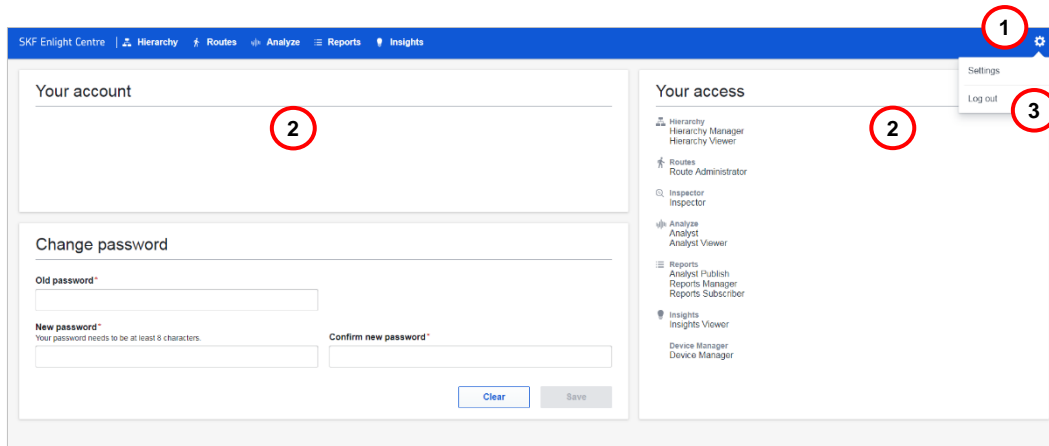 1
SKF Enlight Centre | Hierarchy Routes Analyze Reports Insights
Settings
Log out
3
Your account
2
Change password
Old password*
New password*
Your password needs to be at least 8 characters.
Confirm new password*
Clear
Save
Your access
2
Hierarchy
Hierarchy Manager
Hierarchy Viewer
Routes
Route Administrator
Inspector
Inspector
Analyze
Analyst
Analyst Viewer
Reports
Analyst Publish
Reports Manager
Reports Subscriber
Insights
Insights Viewer
Device Manager
Device Manager